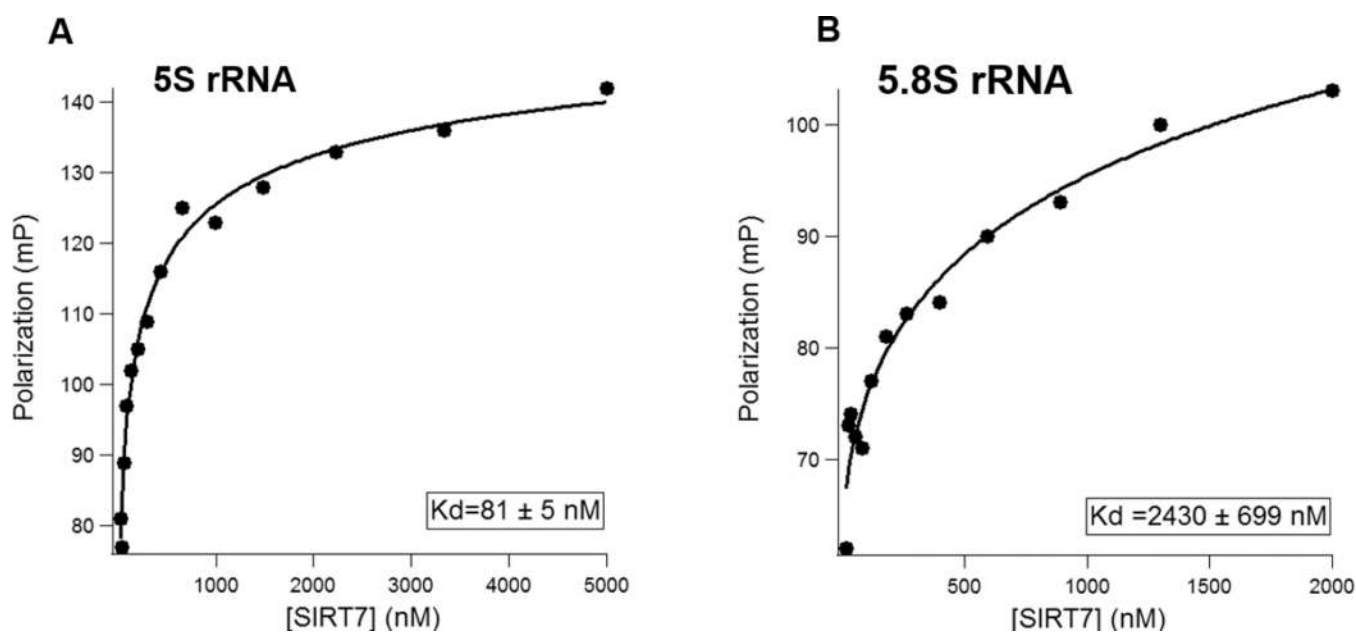 A
5S rRNA
Polarization (mP)
140
130
120
110
100
90
80
Kd=81 ± 5 nM
1000
2000
3000
4000
5000
[SIRT7] (nM)
B
5.8S rRNA
Polarization (mP)
100
90
80
70
Kd =2430 ± 699 nM
500
1000
1500
2000
[SIRT7] (nM)